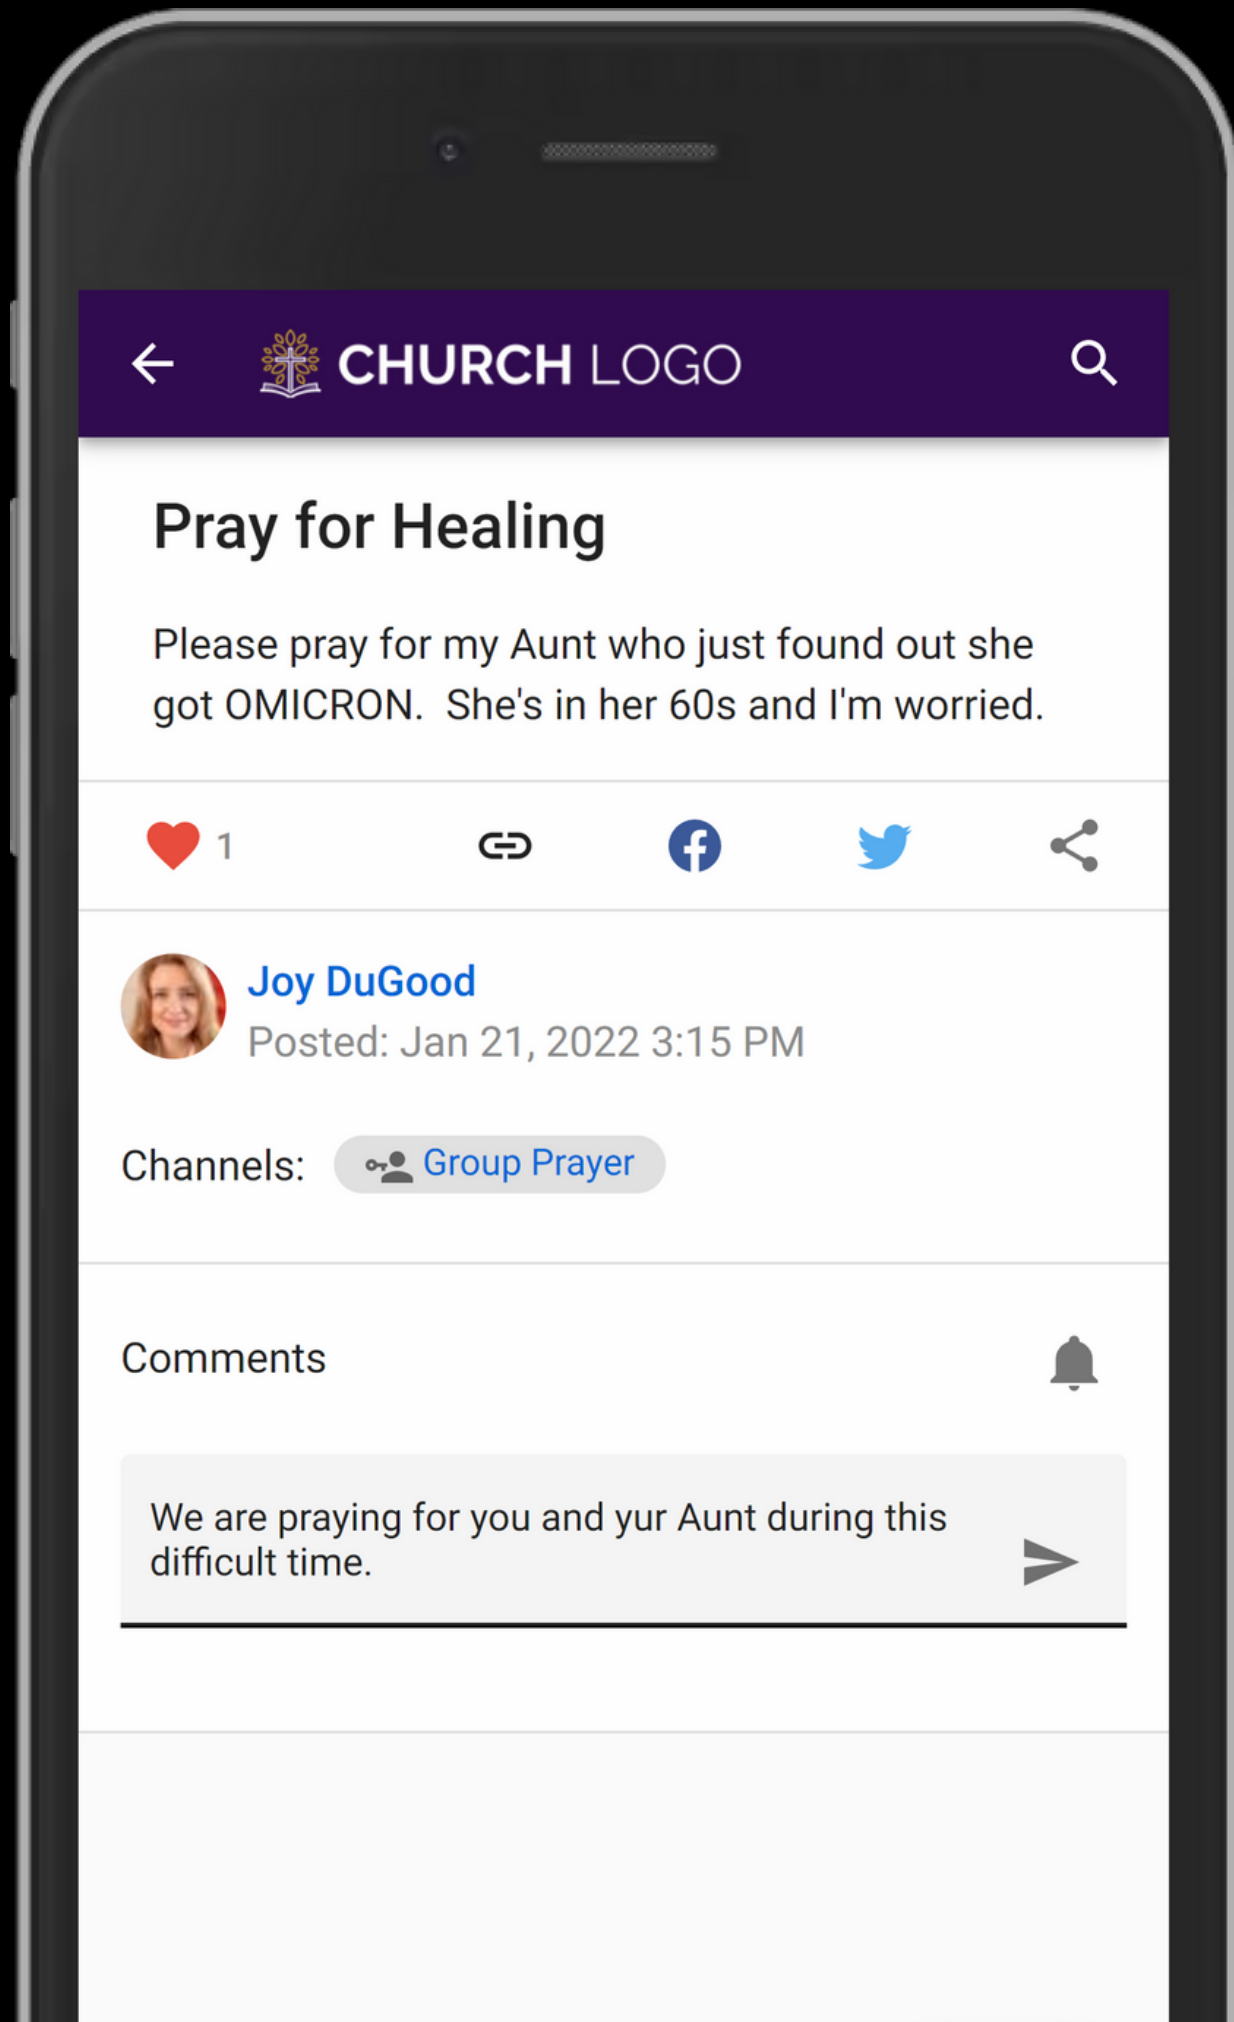 CHURCH LOGO
Pray for Healing
Please pray for my Aunt who just found out she
got OMICRON.  She's in her 60s and I'm worried.
1
Joy DuGood
Posted: Jan 21, 2022 3:15 PM
Channels: Group Prayer
Comments
We are praying for you and yur Aunt during this
difficult time.